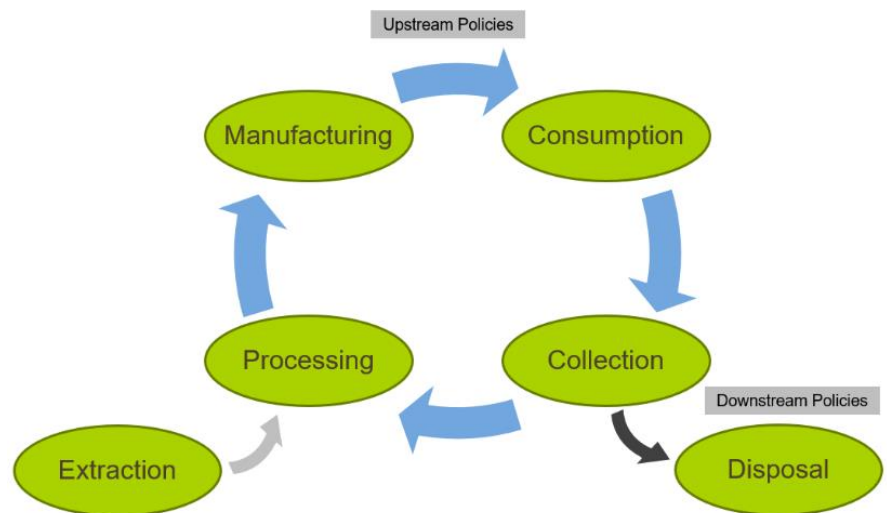 Upstream Policies
Manufacturing
Consumption
Processing
Collection
Downstream Policies
Extraction
Disposal